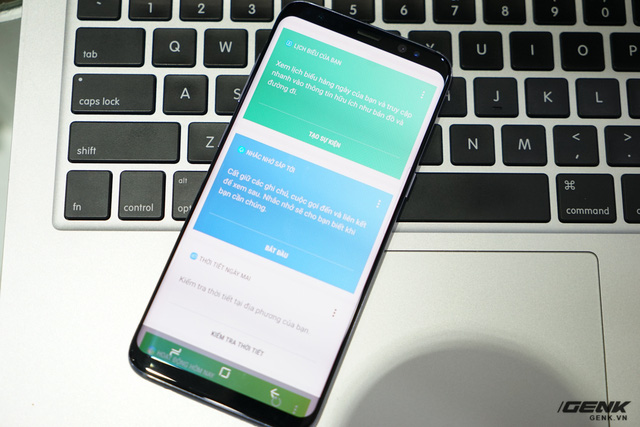 LỊCH BIỂU CỦA BẠN
Xem lịch biểu hàng ngày của bạn và truy cập
nhanh vào thông tin hữu ích như bản đồ và
đường đi.
TẠO SỰ KIỆN
NHẮC NHỞ SẮP TỚI
Cất giữ các ghi chú, cuộc gọi đến và liên kết
để xem sau. Nhắc nhở sẽ cho bạn biết khi
bạn cần chúng.
BẮT ĐẦU
THỜI TIẾT NGÀY MAI
Kiểm tra thời tiết tại địa phương của bạn.
KIỂM TRA THỜI TIẾT
HOẠT ĐỘNG HÔM NAY
tab
Q
W
E
Y
U
I
O
P
caps lock
A
S
J
K
L
shift
Z
N
M
fn
control
alt
⌘
command
GENK
GENK.VN